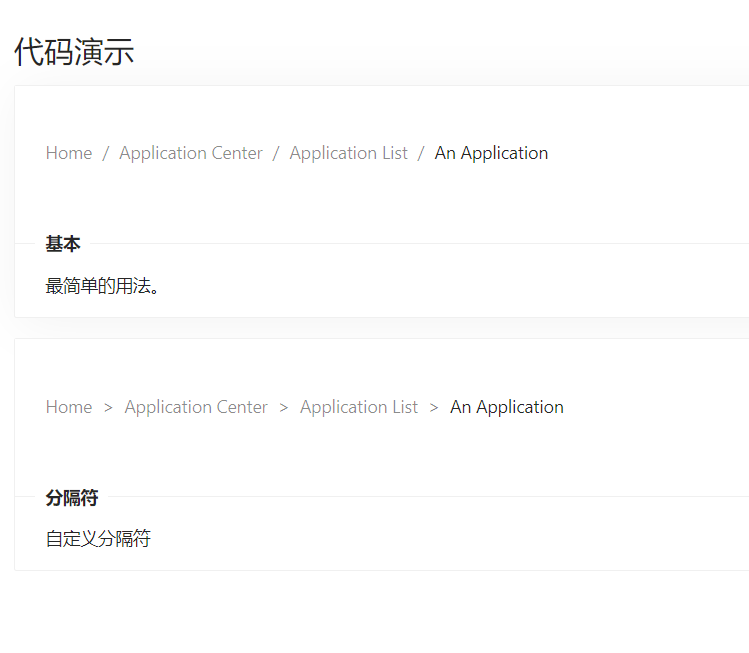 代码演示
Home / Application Center / Application List / An Application
基本
最简单的用法。
Home > Application Center > Application List > An Application
分隔符
自定义分隔符